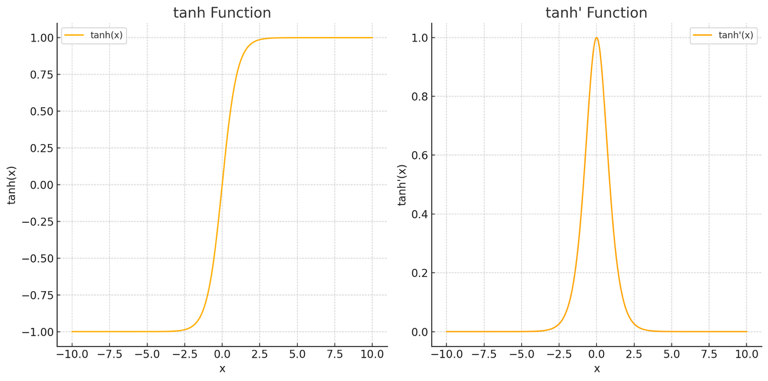 tanh Function
tanh(x)
1.00
0.75
0.50
0.25
0.00
−0.25
−0.50
−0.75
−1.00
tanh(x)
−10.0 −7.5 −5.0 −2.5 0.0 2.5 5.0 7.5 10.0
x
tanh' Function
tanh'(x)
1.0
0.8
0.6
0.4
0.2
0.0
tanh'(x)
−10.0 −7.5 −5.0 −2.5 0.0 2.5 5.0 7.5 10.0
x